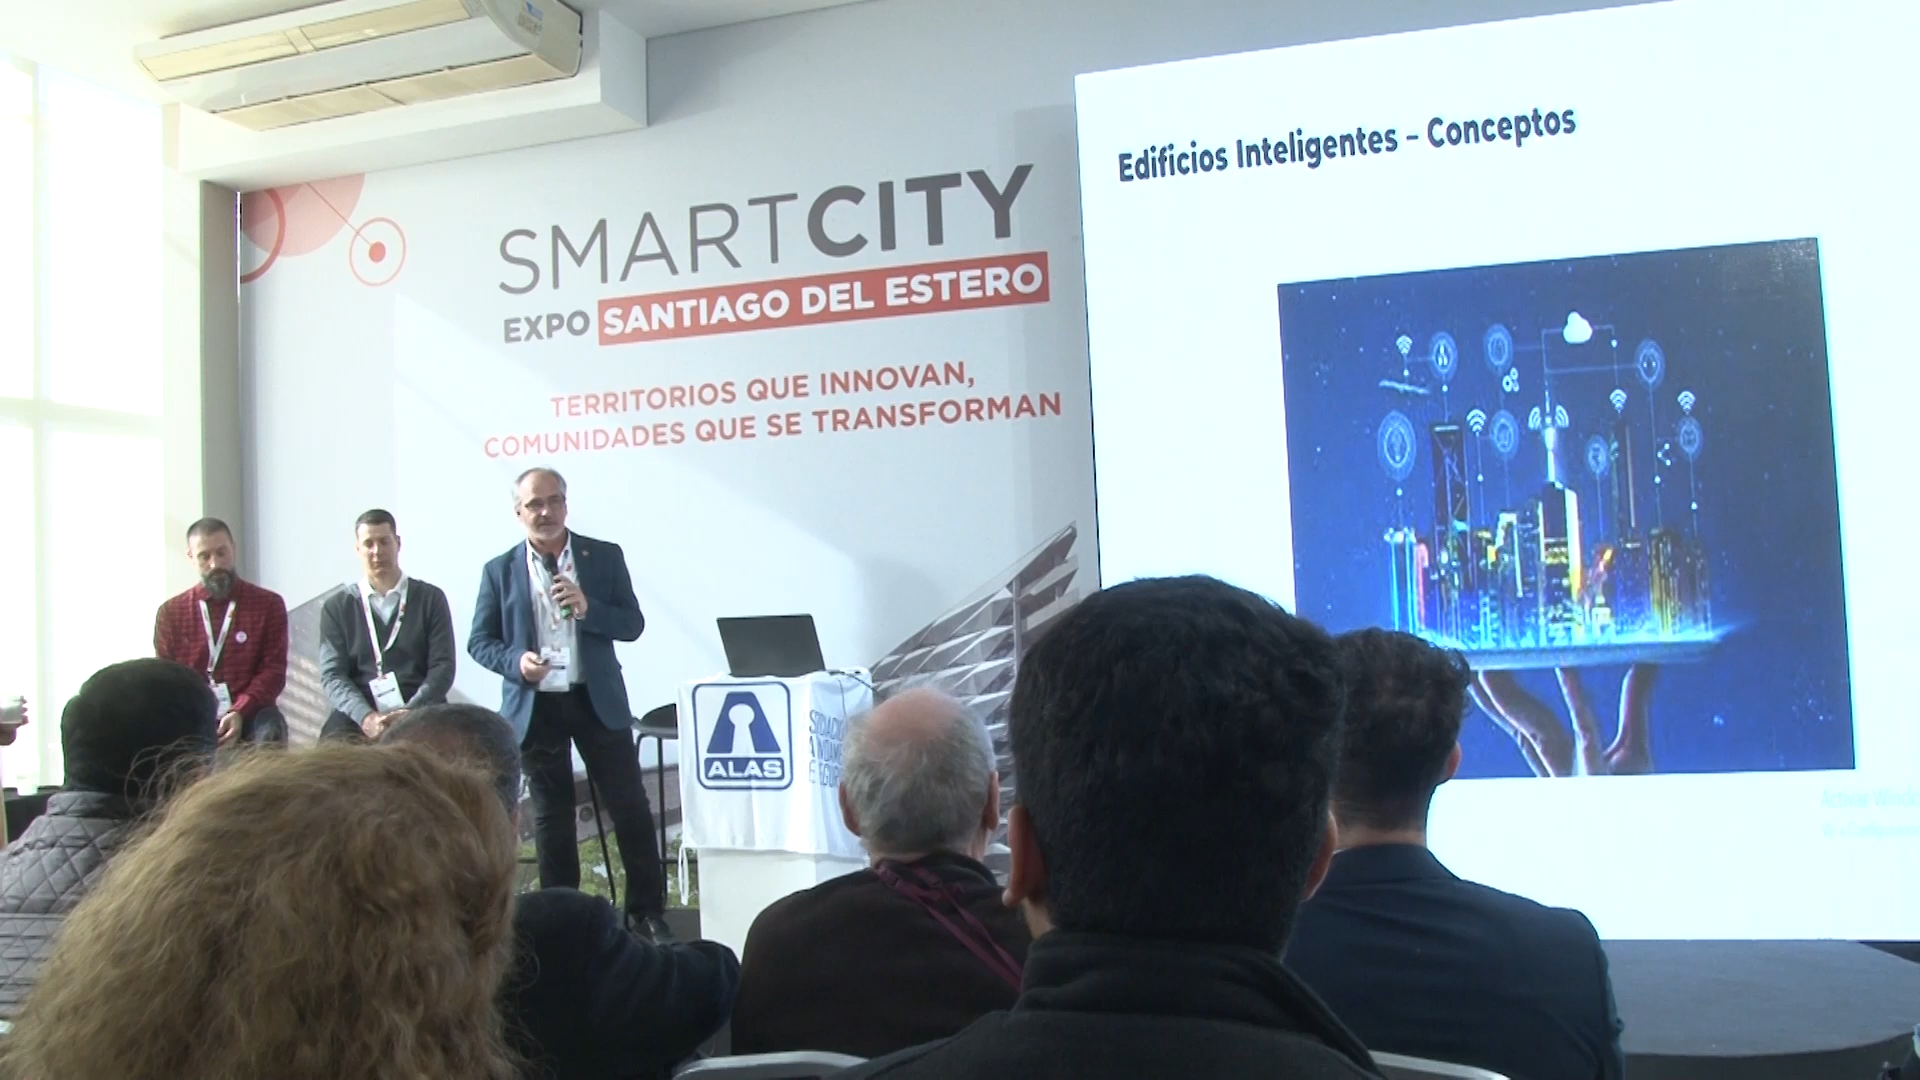 SMARTCITY
EXPO SANTIAGO DEL ESTERO
TERRITORIOS QUE INNOVAN,
COMUNIDADES QUE SE TRANSFORMAN
Edificios Inteligentes – Conceptos
ALAS